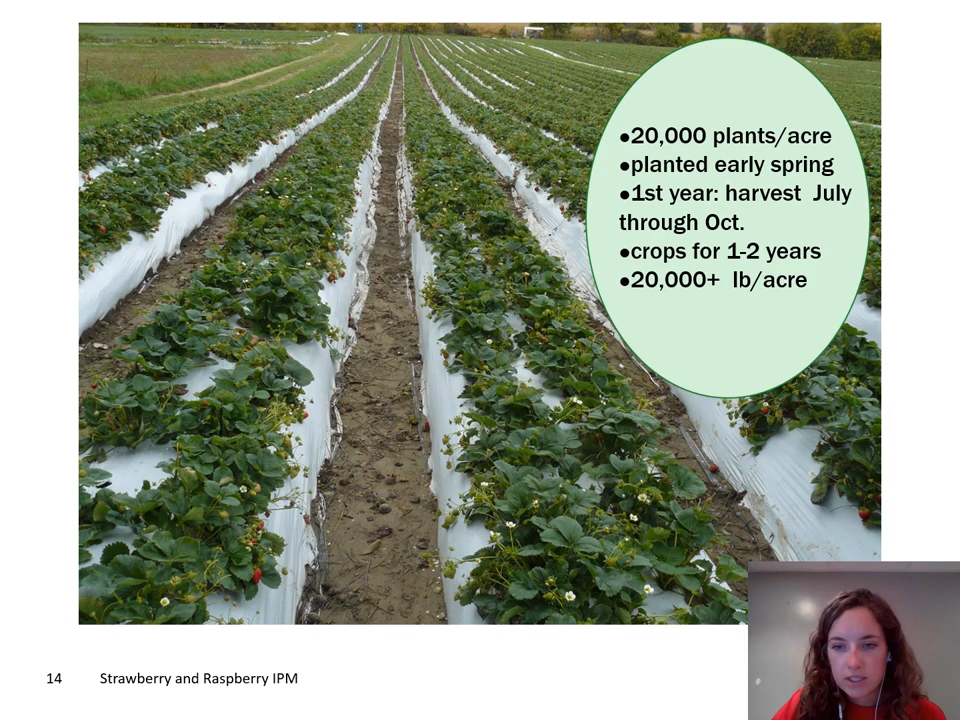 ●20,000 plants/acre
●planted early spring
●1st year: harvest  July
through Oct.
●crops for 1-2 years
●20,000+  lb/acre
14 Strawberry and Raspberry IPM